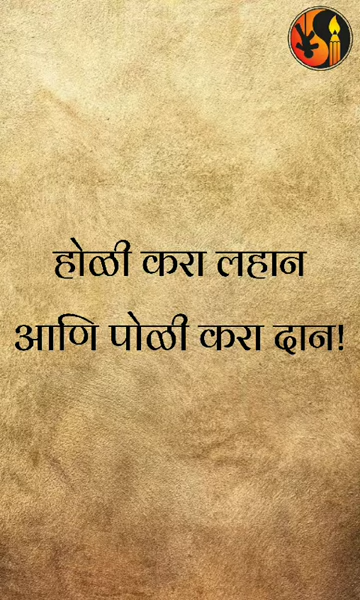 होळी करा लहान
आणि पोळी करा दान!